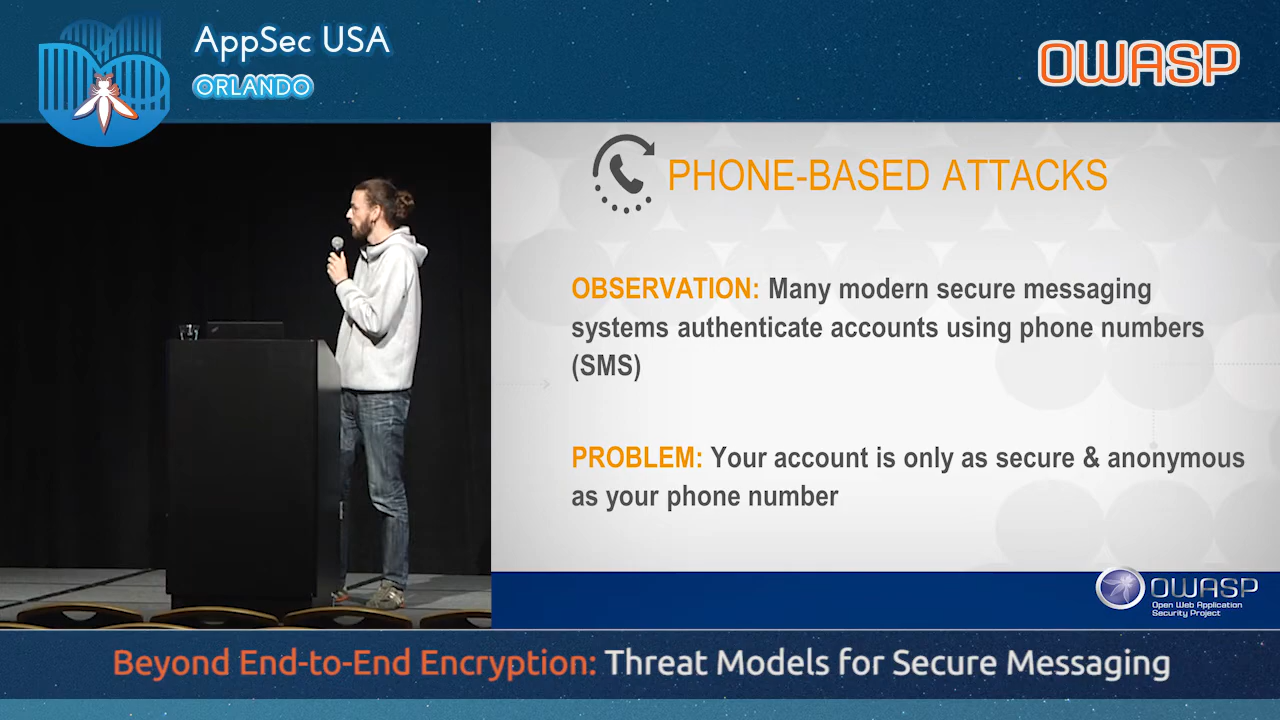 AppSec USA
ORLANDO
OWASP
PHONE-BASED ATTACKS
OBSERVATION: Many modern secure messaging
systems authenticate accounts using phone numbers
(SMS)
PROBLEM: Your account is only as secure & anonymous
as your phone number
OWASP
Open Web Application
Security Project
Beyond End-to-End Encryption: Threat Models for Secure Messaging